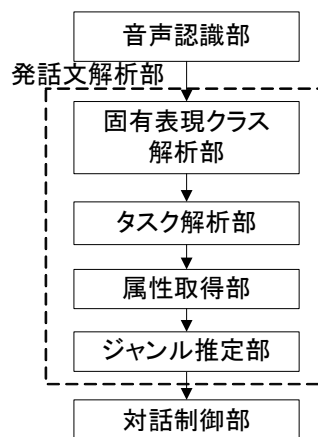 音声認識部
発話文解析部
固有表現クラス
解析部
タスク解析部
属性取得部
ジャンル推定部
対話制御部